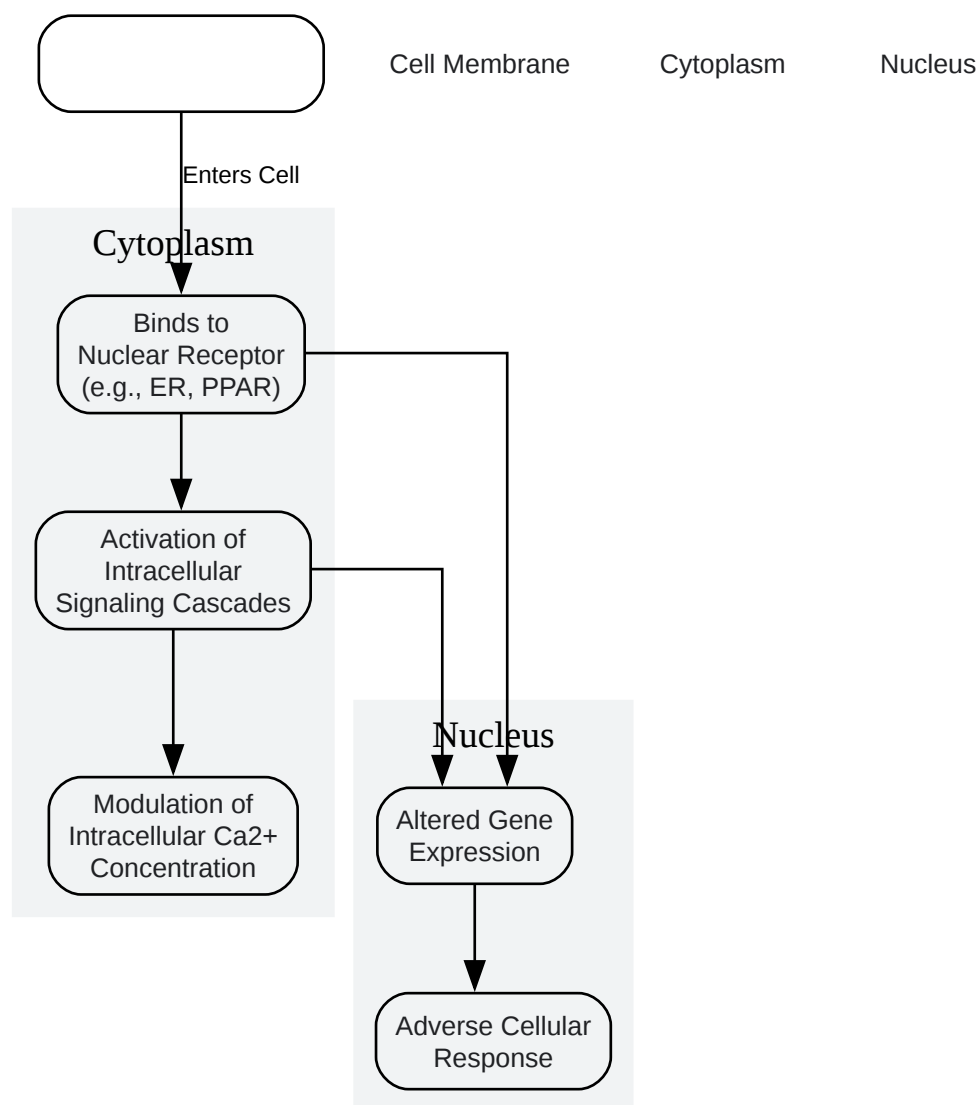 Cell Membrane
Cytoplasm
Nucleus
Enters Cell
Cytoplasm
Binds to
Nuclear Receptor
(e.g., ER, PPAR)
Activation of
Intracellular
Signaling Cascades
Nucleus
Modulation of
Intracellular Ca2+
Concentration
Altered Gene
Expression
Adverse Cellular
Response